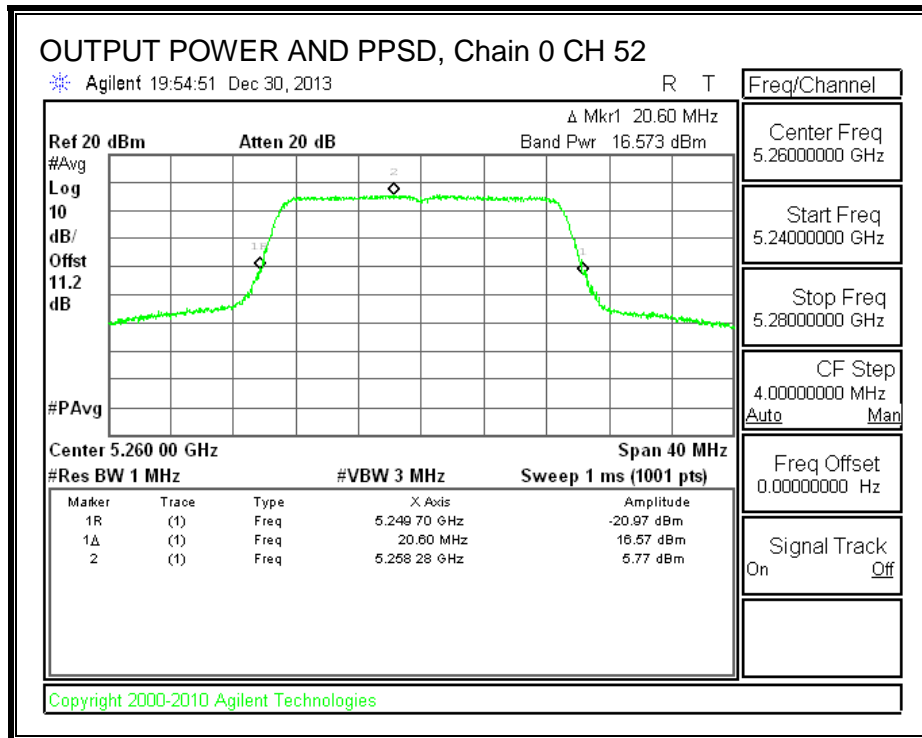 OUTPUT POWER AND PPSD, Chain 0 CH 52
Agilent 19:54:51 Dec 30, 2013 R T
Δ Mkr1 20.60 MHz
Ref 20 dBm Atten 20 dB Band Pwr 16.573 dBm
#Avg
Log
10
dB/
Offst
11.2
dB
#PAvg
2
1R
1
Center 5.260 00 GHz Span 40 MHz
#Res BW 1 MHz #VBW 3 MHz Sweep 1 ms (1001 pts)
Marker Trace Type X Axis Amplitude
1R (1) Freq 5.249 70 GHz -20.97 dBm
1Δ (1) Freq 20.60 MHz 16.57 dBm
2 (1) Freq 5.258 28 GHz 5.77 dBm
Freq/Channel
Center Freq
5.26000000 GHz
Start Freq
5.24000000 GHz
Stop Freq
5.28000000 GHz
CF Step
4.00000000 MHz
Auto Man
Freq Offset
0.00000000 Hz
Signal Track
On Off
Copyright 2000-2010 Agilent Technologies